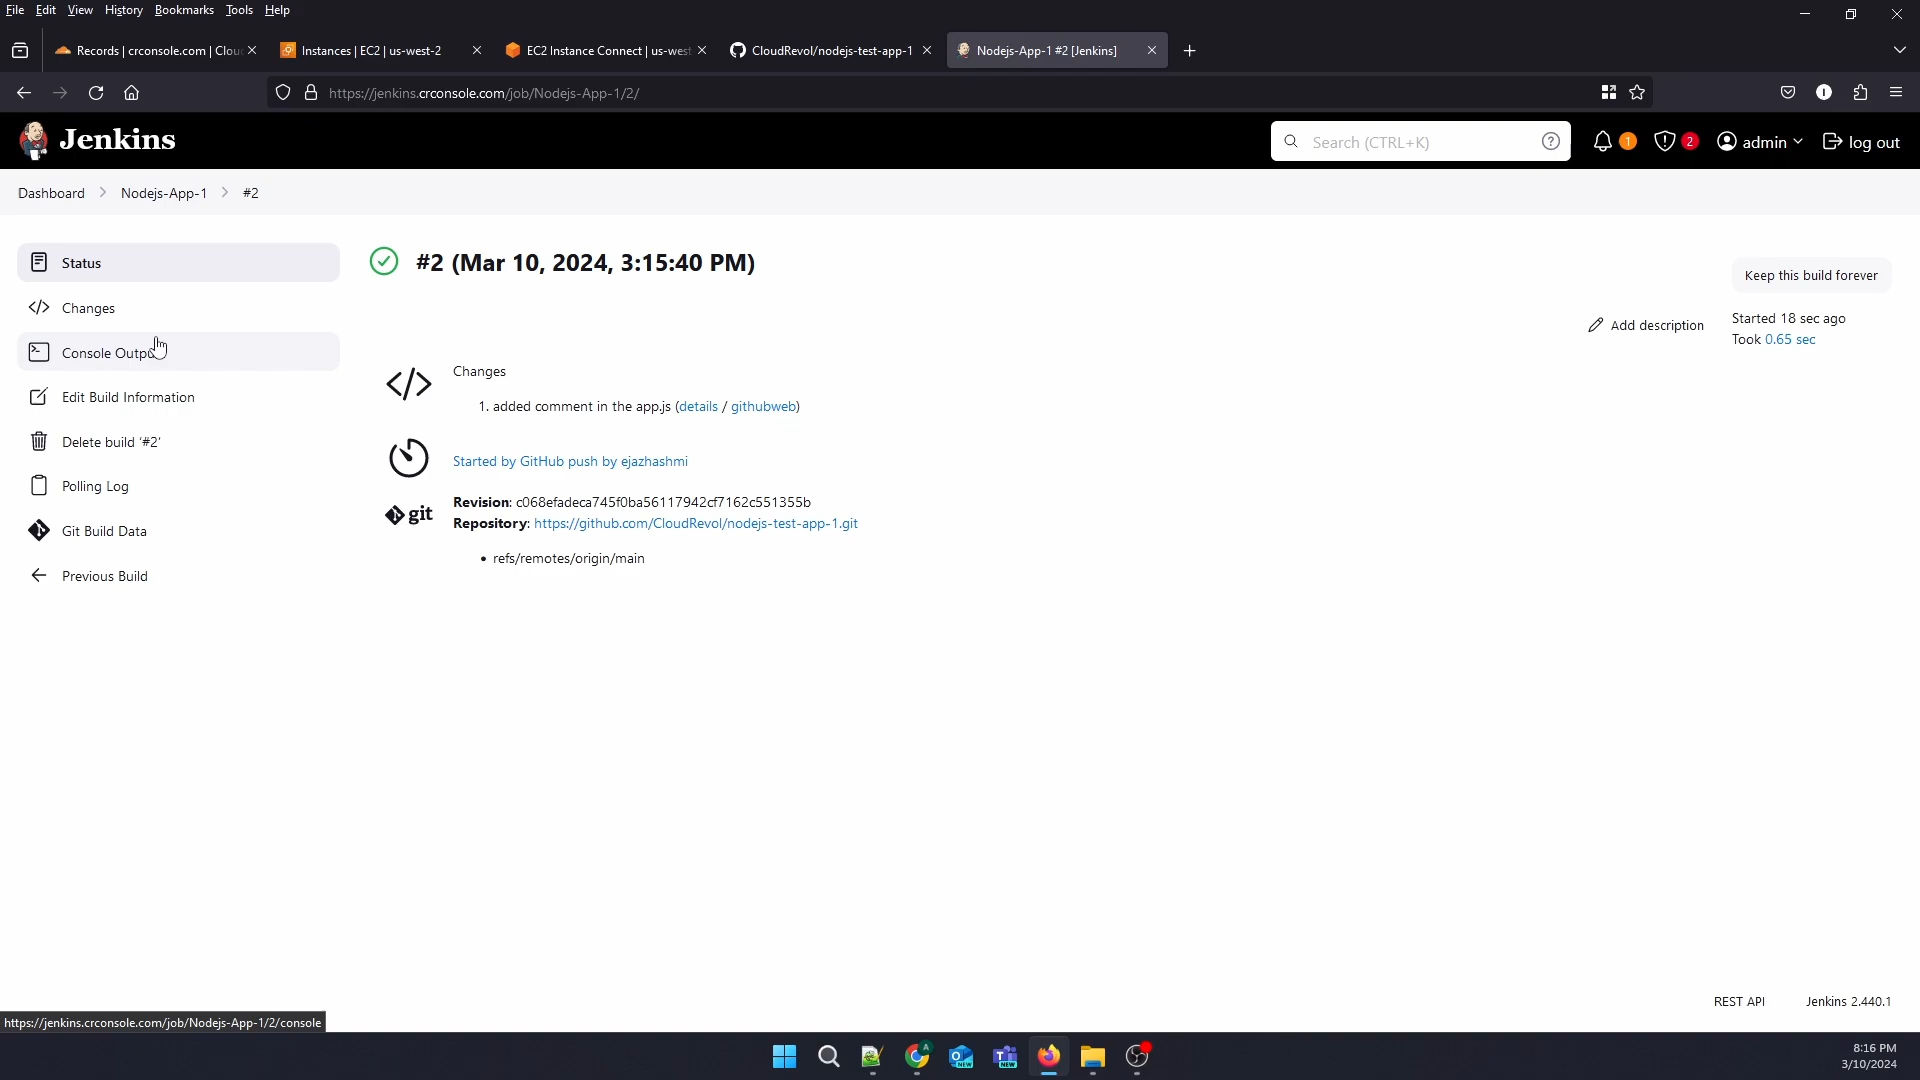 File Edit View History Bookmarks Tools Help
Records | crconsole.com | Clou
Instances | EC2 | us-west-2
EC2 Instance Connect | us-west
CloudRevol/nodejs-test-app-1
Nodejs-App-1 #2 [Jenkins]
https://jenkins.crconsole.com/job/Nodejs-App-1/2/
Jenkins
Search (CTRL+K)
1
2
admin
log out
Dashboard Nodejs-App-1 #2
Status
Changes
Console Outpu
Edit Build Information
Delete build ‘#2’
Polling Log
Git Build Data
Previous Build
#2 (Mar 10, 2024, 3:15:40 PM)
Keep this build forever
Add description
Started 18 sec ago
Took 0.65 sec
Changes
1. added comment in the app.js (details / githubweb)
Started by GitHub push by ejazhashmi
git
Revision: c068efadeca745f0ba56117942cf7162c551355b
Repository: https://github.com/CloudRevol/nodejs-test-app-1.git
• refs/remotes/origin/main
REST API
Jenkins 2.440.1
https://jenkins.crconsole.com/job/Nodejs-App-1/2/console
8:16 PM
3/10/2024